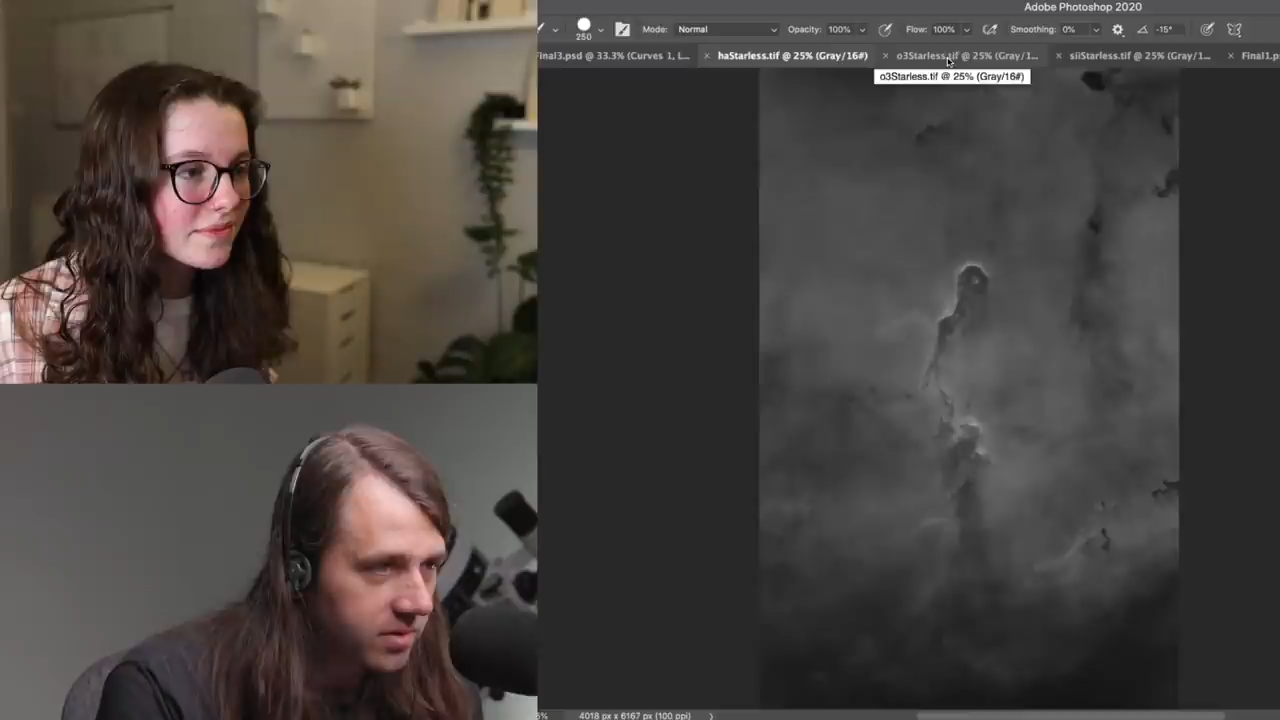 Adobe Photoshop 2020
250 Mode: Normal Opacity: 100% Flow: 100% Smoothing: 0% -15°
Final3.psd @ 33.3% (Curves 1, L... × haStarless.tif @ 25% (Gray/16#) × o3Starless.tif @ 25% (Gray/1... × siiStarless.tif @ 25% (Gray/1... × Final1.ps
o3Starless.tif @ 25% (Gray/16#)
% 4018 px x 6167 px (100 ppi)